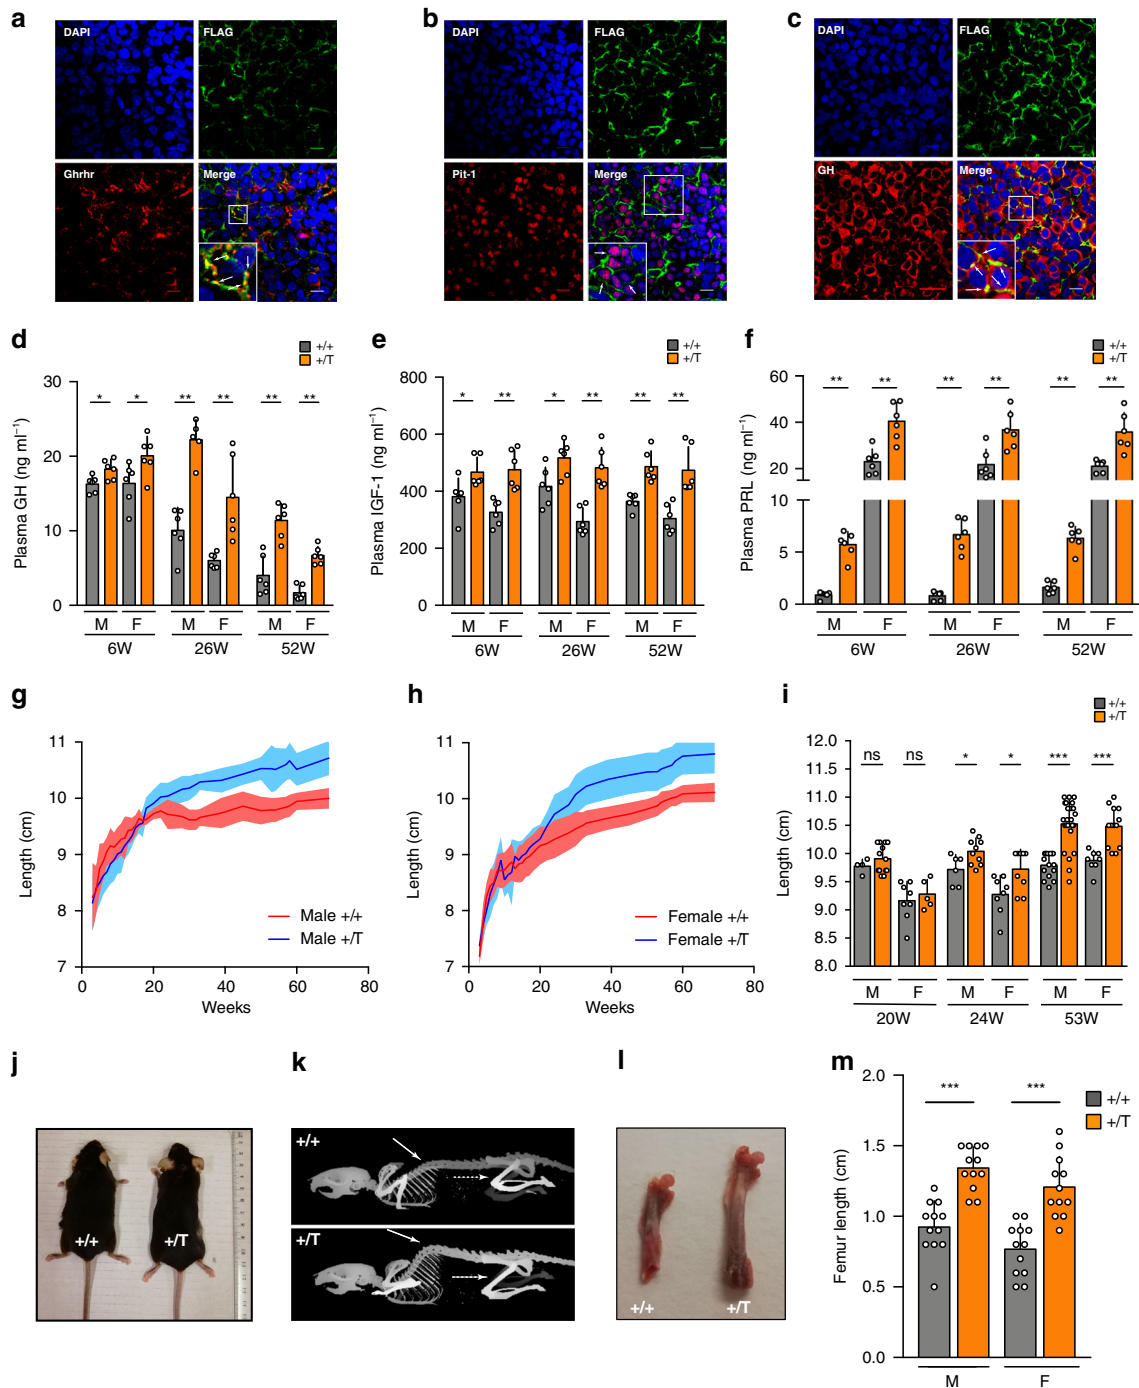 a
DAPI
FLAG
Ghrhr
Merge
b
DAPI
FLAG
Pit-1
Merge
c
DAPI
FLAG
GH
Merge
d
+/+
+/T
Plasma GH (ng ml⁻¹)
30
20
10
0
* * ** ** ** **
M F M F M F
6W 26W 52W
e
+/+
+/T
Plasma IGF-1 (ng ml⁻¹)
800
600
400
200
0
* ** * ** ** **
M F M F M F
6W 26W 52W
f
+/+
+/T
Plasma PRL (ng ml⁻¹)
60
40
20
10
5
0
** ** ** ** ** **
M F M F M F
6W 26W 52W
g
Length (cm)
11
10
9
8
7
Male +/+
Male +/T
0 20 40 60 80
Weeks
h
Length (cm)
11
10
9
8
7
Female +/+
Female +/T
0 20 40 60 80
Weeks
i
+/+
+/T
Length (cm)
12.0
11.5
11.0
10.5
10.0
9.5
9.0
8.5
8.0
ns ns * * *** ***
M F M F M F
20W 24W 53W
j
+/+ +/T
k
+/+
+/T
l
+/+ +/T
m
+/+
+/T
Femur length (cm)
2.0
1.5
1.0
0.5
0.0
*** ***
M F